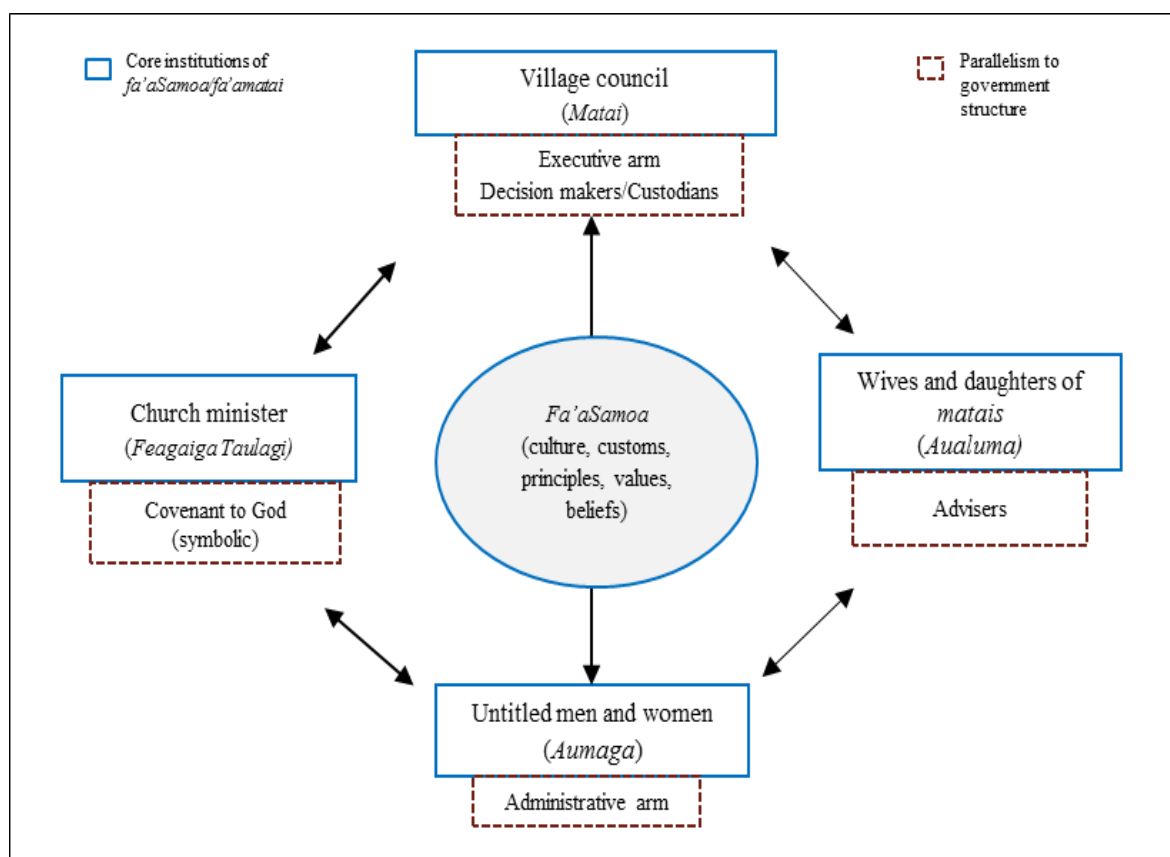 Core institutions of
fa’aSamoa/fa’amatai
Parallelism to
government
structure
Village council
(Matai)
Executive arm
Decision makers/Custodians
Church minister
(Feagaiga Taulagi)
Covenant to God
(symbolic)
Fa’aSamoa
(culture, customs,
principles, values,
beliefs)
Wives and daughters of
matais
(Aualuma)
Advisers
Untitled men and women
(Aumaga)
Administrative arm